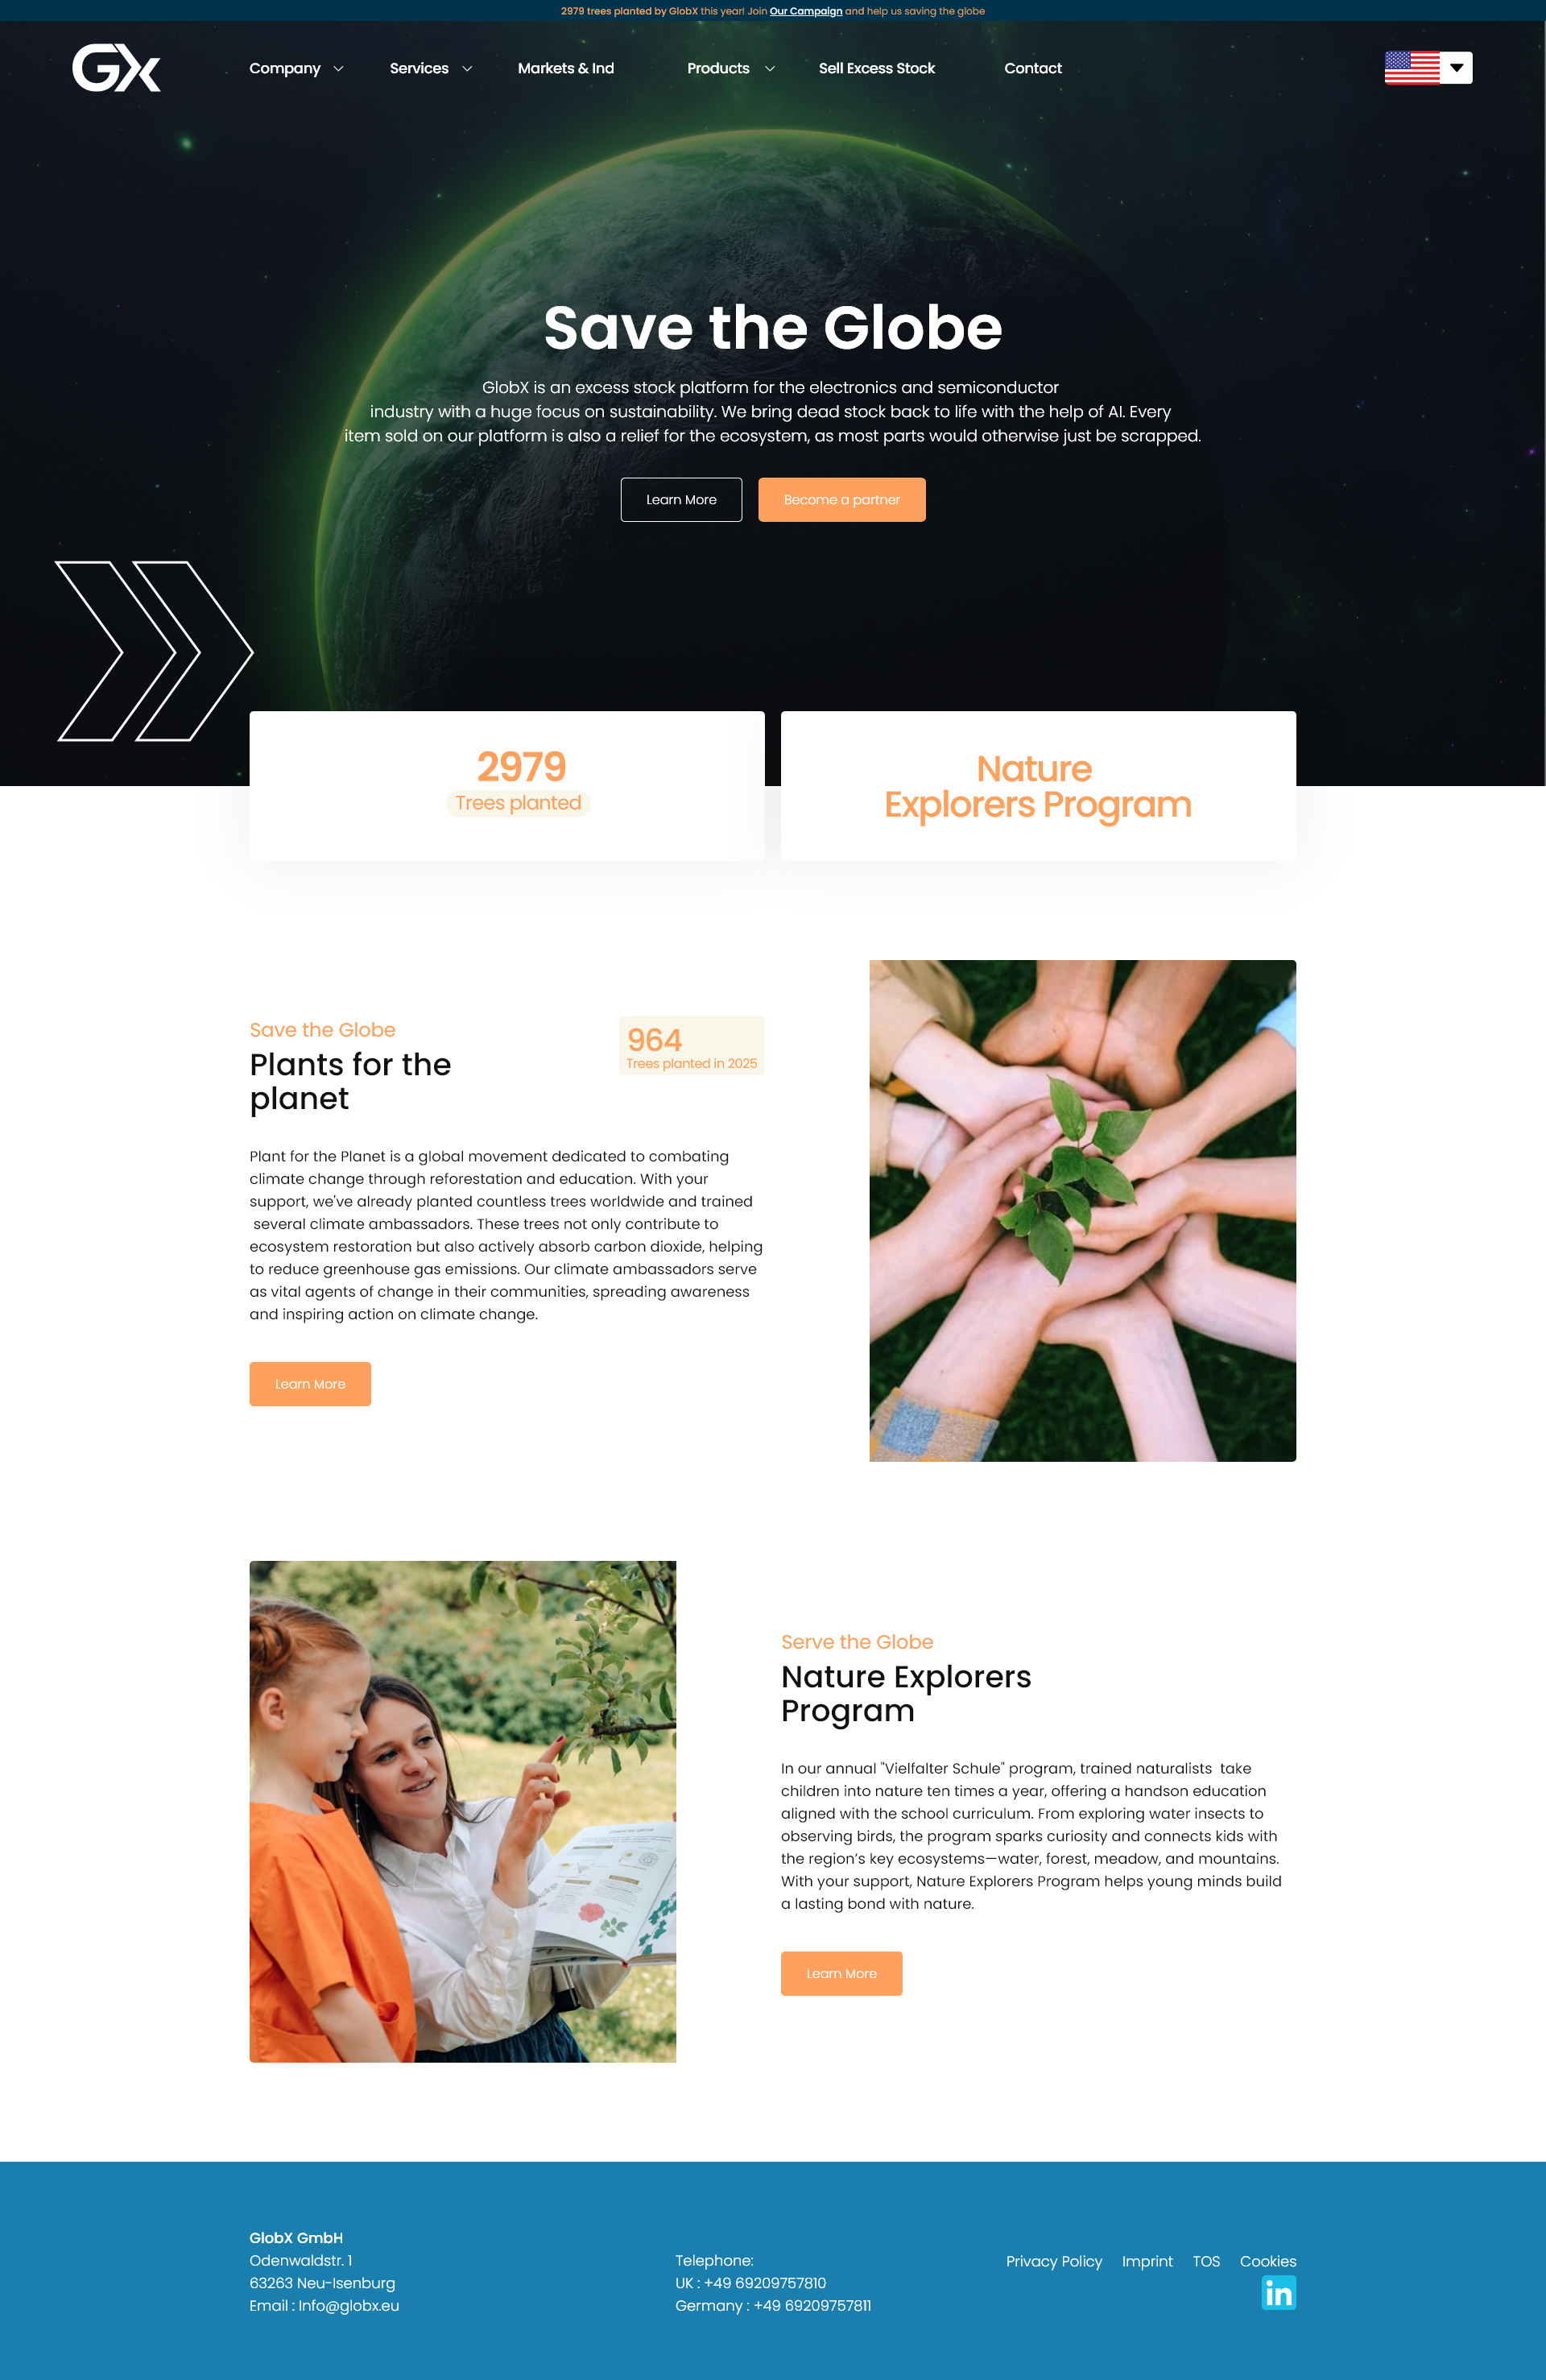 2979 trees planted by GlobX this year! Join Our Campaign and help us saving the globe
GX
Company
Services
Markets & Ind
Products
Sell Excess Stock
Contact
Save the Globe
GlobX is an excess stock platform for the electronics and semiconductor
industry with a huge focus on sustainability. We bring dead stock back to life with the help of AI. Every
item sold on our platform is also a relief for the ecosystem, as most parts would otherwise just be scrapped.
Learn More
Become a partner
2979
Trees planted
Nature
Explorers Program
Save the Globe
Plants for the
planet
964
Trees planted in 2025
Plant for the Planet is a global movement dedicated to combating
climate change through reforestation and education. With your
support, we've already planted countless trees worldwide and trained
several climate ambassadors. These trees not only contribute to
ecosystem restoration but also actively absorb carbon dioxide, helping
to reduce greenhouse gas emissions. Our climate ambassadors serve
as vital agents of change in their communities, spreading awareness
and inspiring action on climate change.
Learn More
Serve the Globe
Nature Explorers
Program
In our annual "Vielfalter Schule" program, trained naturalists take
children into nature ten times a year, offering a handson education
aligned with the school curriculum. From exploring water insects to
observing birds, the program sparks curiosity and connects kids with
the region's key ecosystems—water, forest, meadow, and mountains.
With your support, Nature Explorers Program helps young minds build
a lasting bond with nature.
Learn More
GlobX GmbH
Odenwaldstr. 1
63263 Neu-Isenburg
Email : Info@globx.eu
Telephone:
UK : +49 69209757810
Germany : +49 69209757811
Privacy Policy
Imprint
TOS
Cookies
in